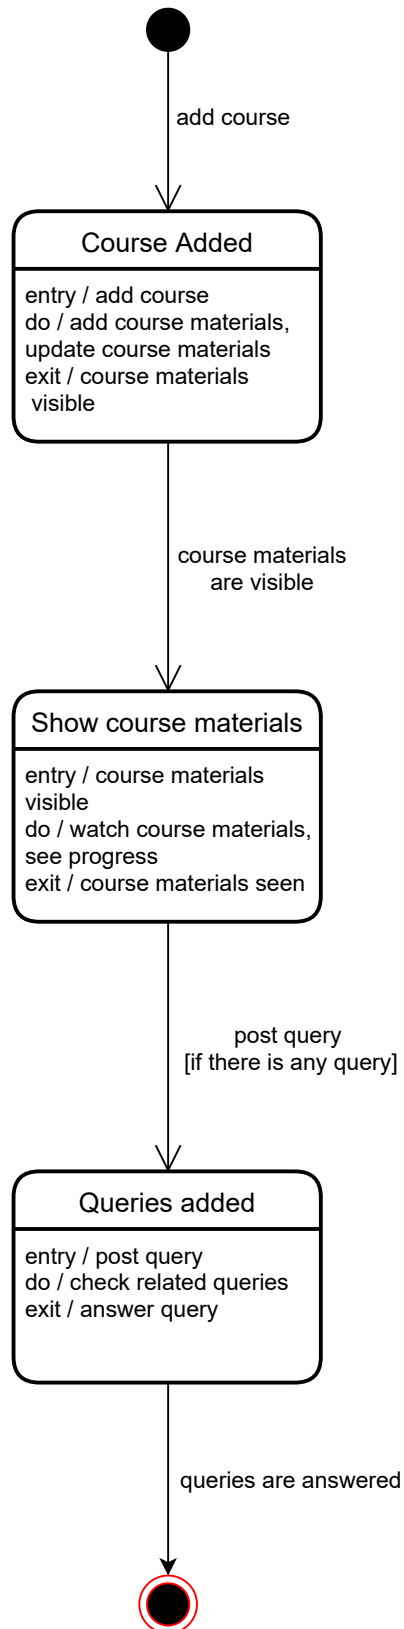 add course
Course Added
entry / add course
do / add course materials,
update course materials
exit / course materials
visible
course materials
are visible
Show course materials
entry / course materials
visible
do / watch course materials,
see progress
exit / course materials seen
post query
[if there is any query]
Queries added
entry / post query
do / check related queries
exit / answer query
queries are answered